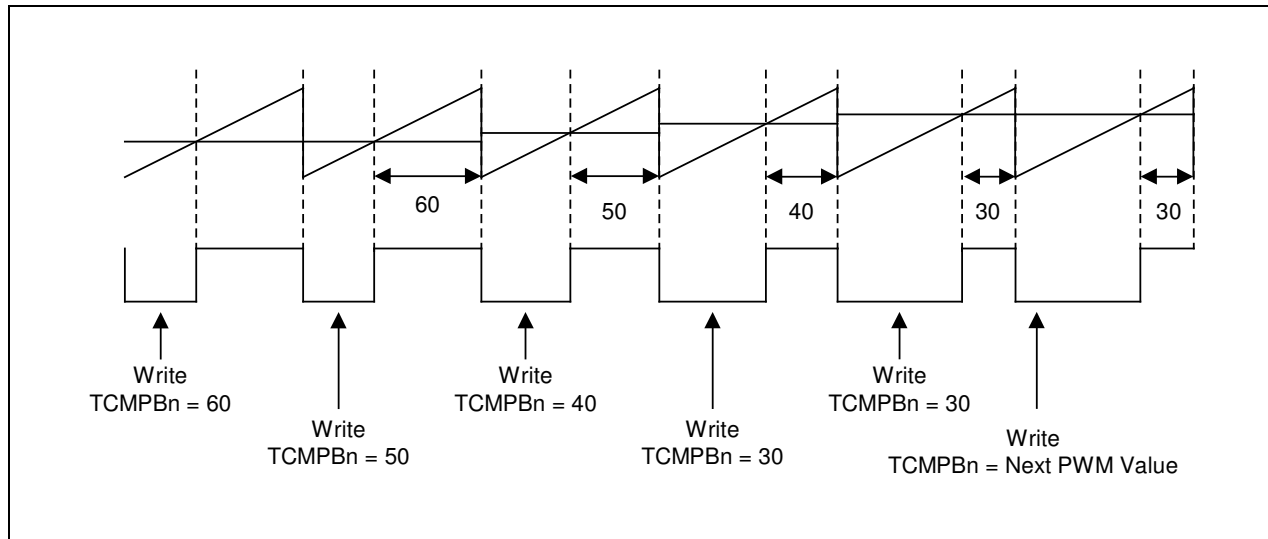 60
50
40
30
30
Write
TCMPBn = 60
Write
TCMPBn = 50
Write
TCMPBn = 40
Write
TCMPBn = 30
Write
TCMPBn = 30
Write
TCMPBn = Next PWM Value